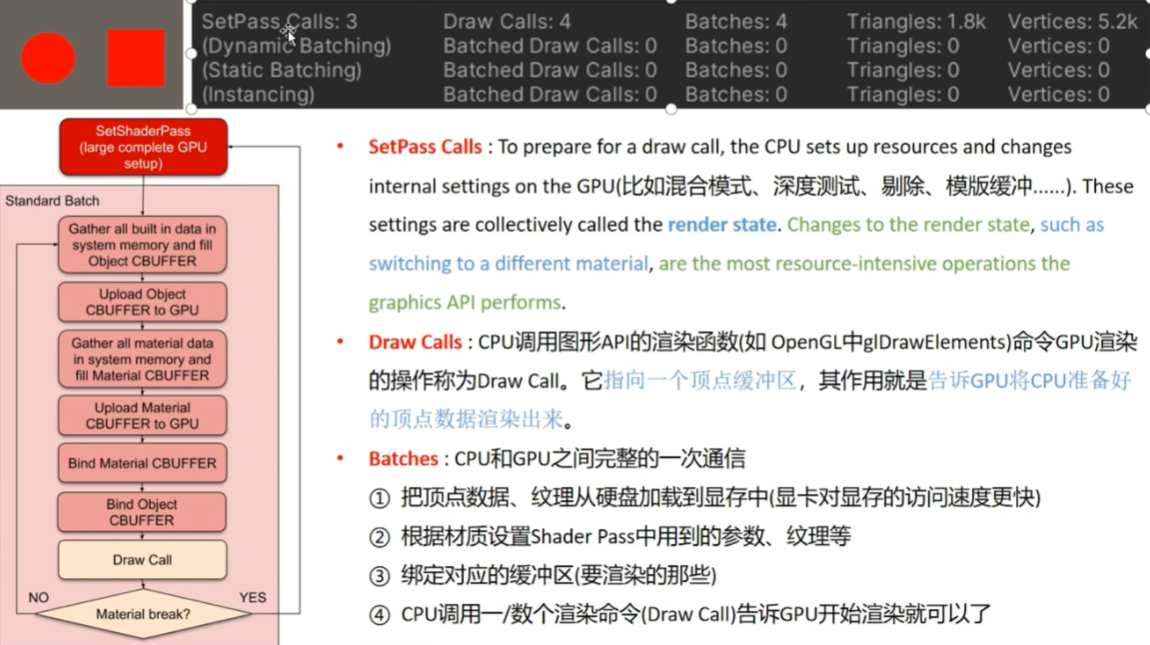 SetPass Calls: 3 Draw Calls: 4 Batches: 4 Triangles: 1.8k Vertices: 5.2k
(Dynamic Batching) Batched Draw Calls: 0 Batches: 0 Triangles: 0 Vertices: 0
(Static Batching) Batched Draw Calls: 0 Batches: 0 Triangles: 0 Vertices: 0
(Instancing) Batched Draw Calls: 0 Batches: 0 Triangles: 0 Vertices: 0
SetShaderPass
(large complete GPU
setup)
Standard Batch
Gather all built in data in
system memory and fill
Object CBUFFER
Upload Object
CBUFFER to GPU
Gather all material data
in system memory and
fill Material CBUFFER
Upload Material
CBUFFER to GPU
Bind Material CBUFFER
Bind Object
CBUFFER
Draw Call
NO
YES
Material break?
• SetPass Calls : To prepare for a draw call, the CPU sets up resources and changes
internal settings on the GPU(比如混合模式、深度测试、剔除、模版缓冲......). These
settings are collectively called the render state. Changes to the render state, such as
switching to a different material, are the most resource-intensive operations the
graphics API performs.
• Draw Calls : CPU调用图形API的渲染函数(如 OpenGL中glDrawElements)命令GPU渲染
的操作称为Draw Call。它指向一个顶点缓冲区，其作用就是告诉GPU将CPU准备好
的顶点数据渲染出来。
• Batches : CPU和GPU之间完整的一次通信
① 把顶点数据、纹理从硬盘加载到显存中(显卡对显存的访问速度更快)
② 根据材质设置Shader Pass中用到的参数、纹理等
③ 绑定对应的缓冲区(要渲染的那些)
④ CPU调用一/数个渲染命令(Draw Call)告诉GPU开始渲染就可以了